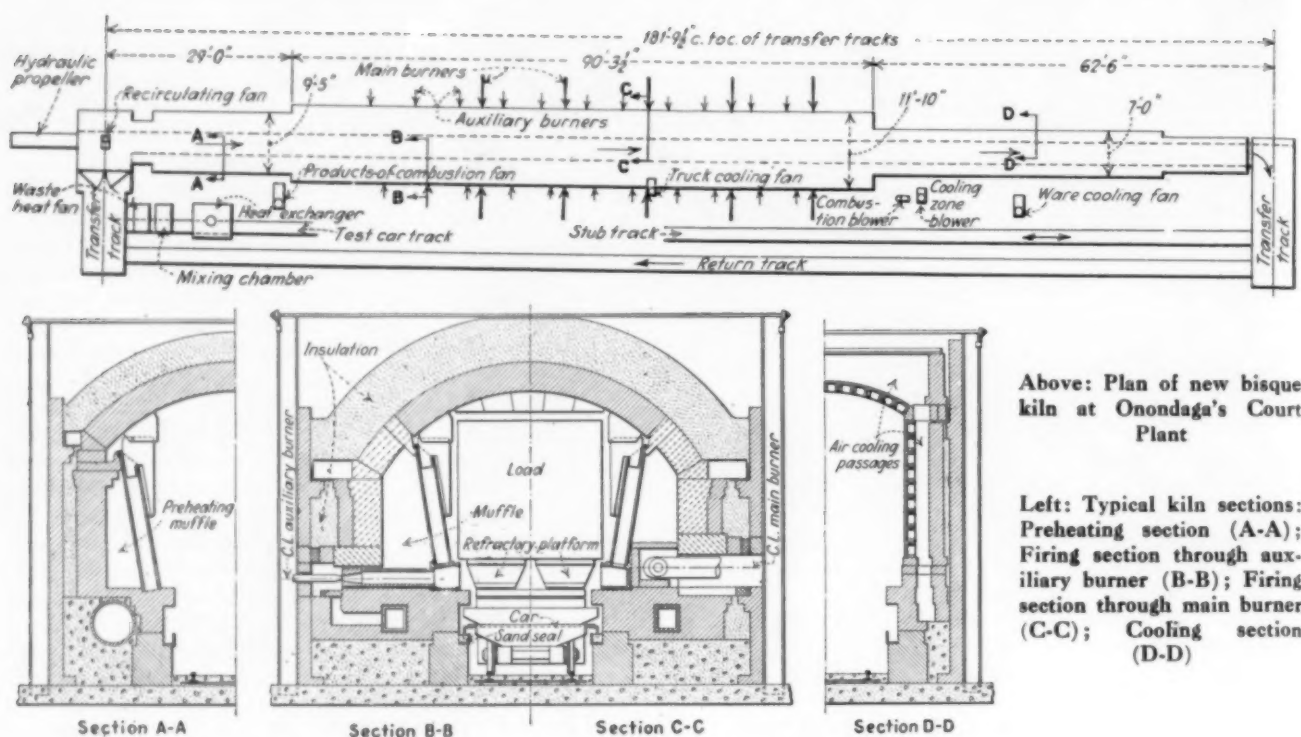 181'-9½" c. to c. of transfer tracks
29'-0"
90'-3½"
62'-6"
Hydraulic
propeller
Recirculating fan
9'-5"
Main burners
Auxiliary burners
C
11'-10"
D
7'-0"
A
B
C
D
A
B
Products of combustion fan
Truck cooling fan
Waste
heat fan
Transfer
track
Heat exchanger
Test car track
Mixing chamber
Combus-
tion blower
Cooling
zone
blower
Ware cooling fan
Stub track
Return track
Transfer
track
Insulation
Preheating
muffle
C.L. auxiliary burner
Load
Muffle
Refractory platform
Car
Sand seal
C.L. main burner
Air cooling
passages
Section A-A
Section B-B
Section C-C
Section D-D
Above: Plan of new bisque
kiln at Onondaga's Court
Plant
Left: Typical kiln sections:
Preheating section (A-A);
Firing section through aux-
iliary burner (B-B); Firing
section through main burner
(C-C); Cooling section
(D-D)